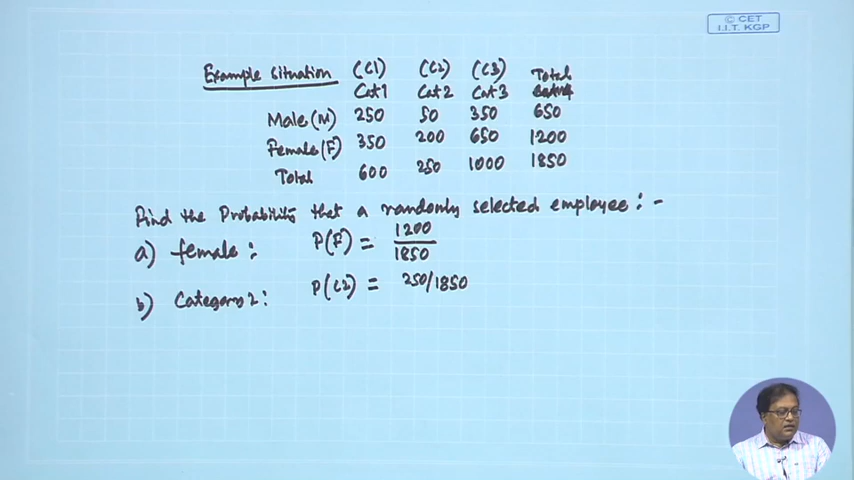 © CET
I.I.T. KGP
Example Situation (C1) (C2) (C3) Total
Cat1 Cat2 Cat3
Male (M) 250 50 350 650
Female (F) 350 200 650 1200
Total 600 250 1000 1850
Find the Probability that a randomly selected employee : -
a) female : P(F) = 1200/1850
b) Category 2 : P(C2) = 250/1850